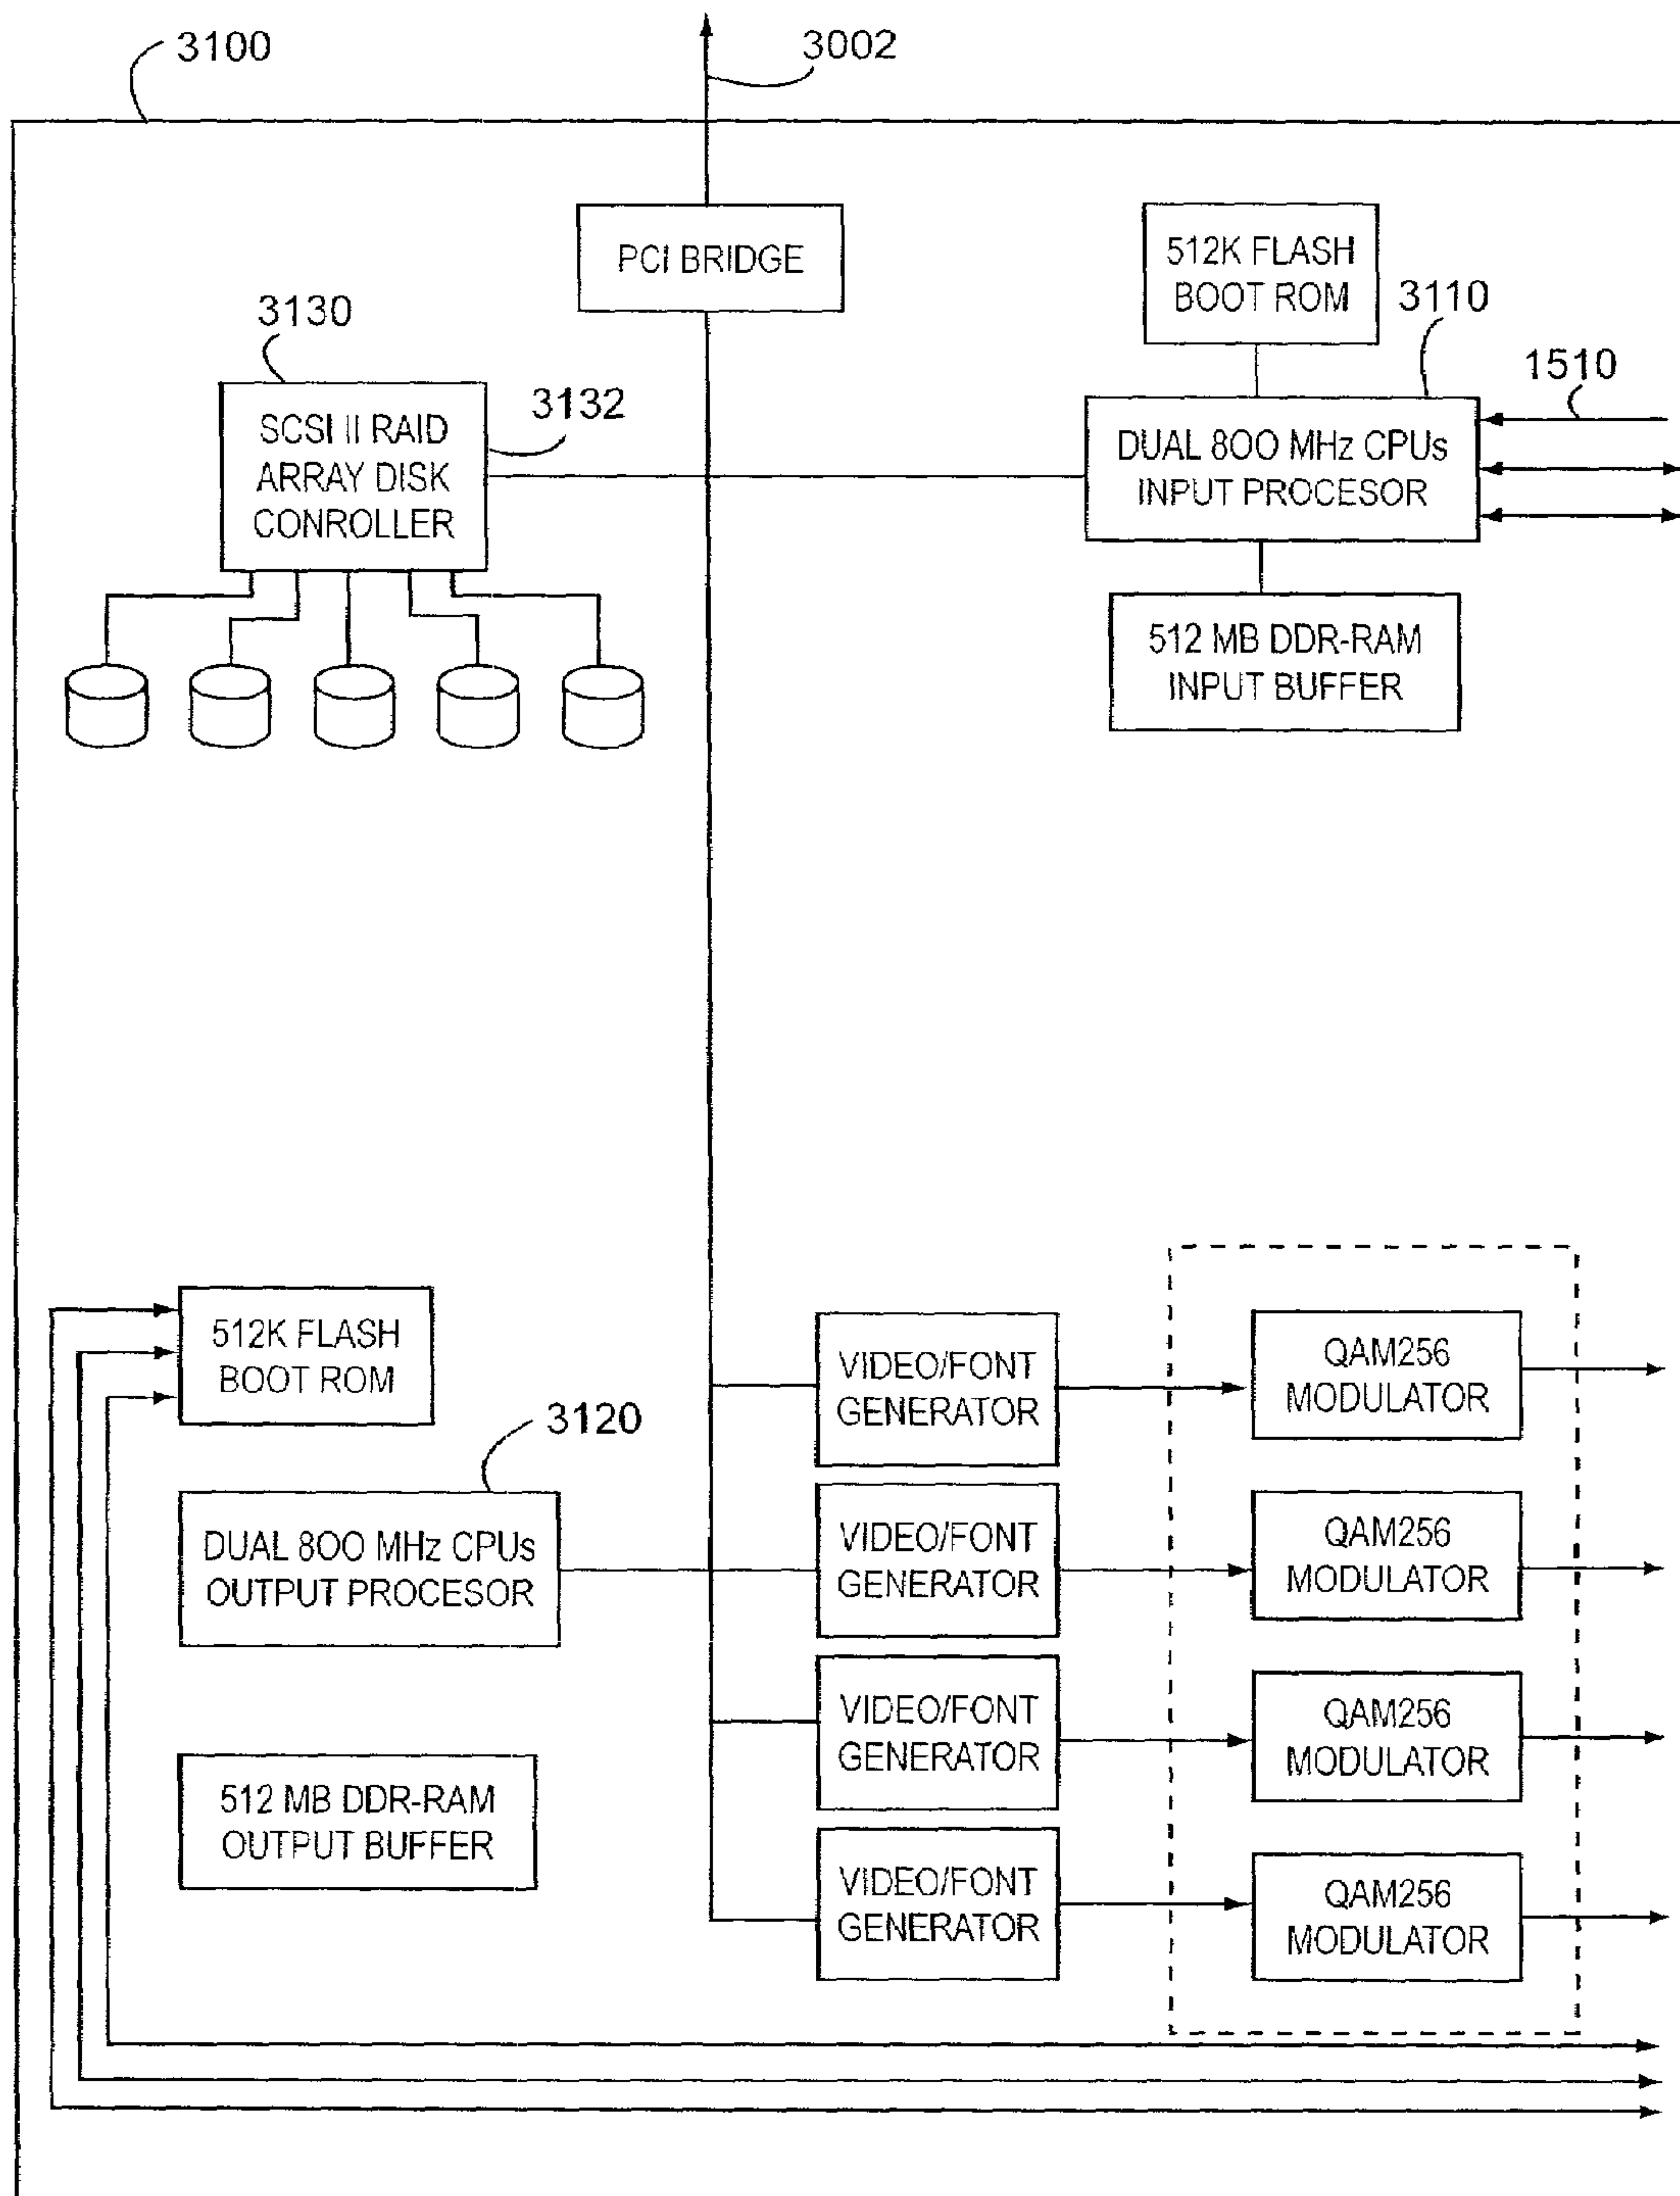 3100
3002
PCI BRIDGE
512K FLASH
BOOT ROM
3130
3110
SCSI II RAID
ARRAY DISK
CONROLLER
3132
1510
DUAL 800 MHz CPUs
INPUT PROCESOR
512 MB DDR-RAM
INPUT BUFFER
512K FLASH
BOOT ROM
3120
DUAL 800 MHz CPUs
OUTPUT PROCESOR
512 MB DDR-RAM
OUTPUT BUFFER
VIDEO/FONT
GENERATOR
QAM256
MODULATOR
VIDEO/FONT
GENERATOR
QAM256
MODULATOR
VIDEO/FONT
GENERATOR
QAM256
MODULATOR
VIDEO/FONT
GENERATOR
QAM256
MODULATOR